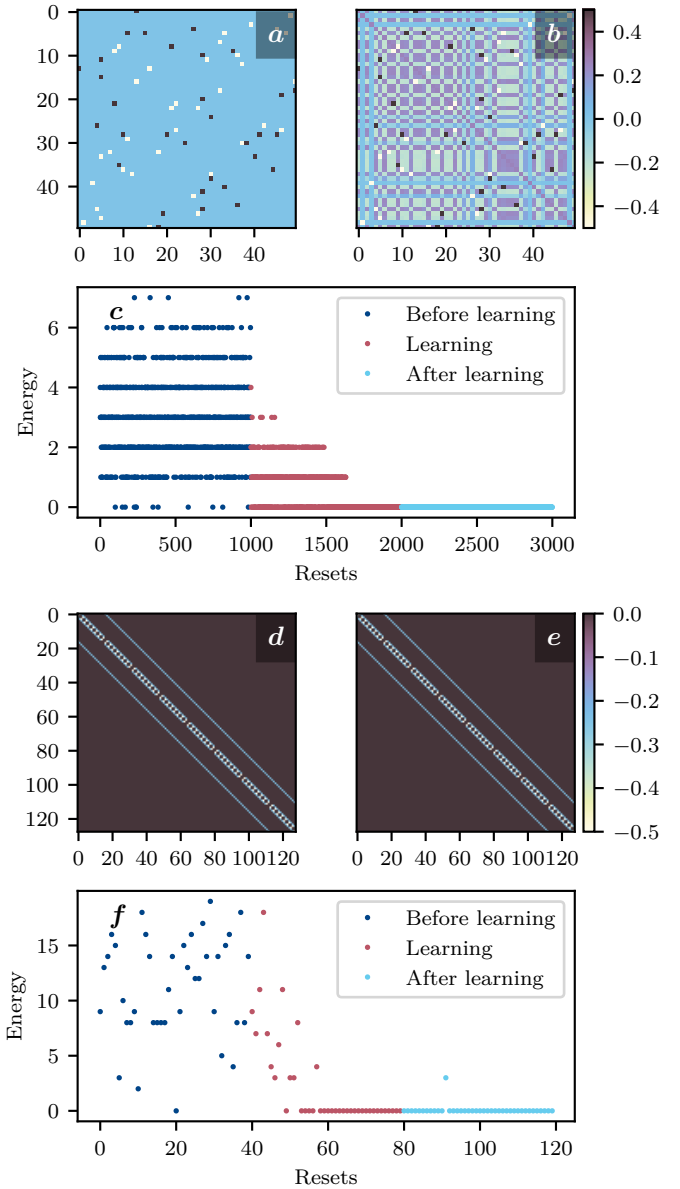 a
b
0
10
20
30
40
0 10 20 30 40
0 10 20 30 40
0.4
0.2
0.0
−0.2
−0.4
c
Before learning
Learning
After learning
Energy
6
4
2
0
0 500 1000 1500 2000 2500 3000
Resets
d
e
0
20
40
60
80
100
120
0 20 40 60 80 100 120
0 20 40 60 80 100 120
0.0
−0.1
−0.2
−0.3
−0.4
−0.5
f
Before learning
Learning
After learning
Energy
15
10
5
0
0 20 40 60 80 100 120
Resets